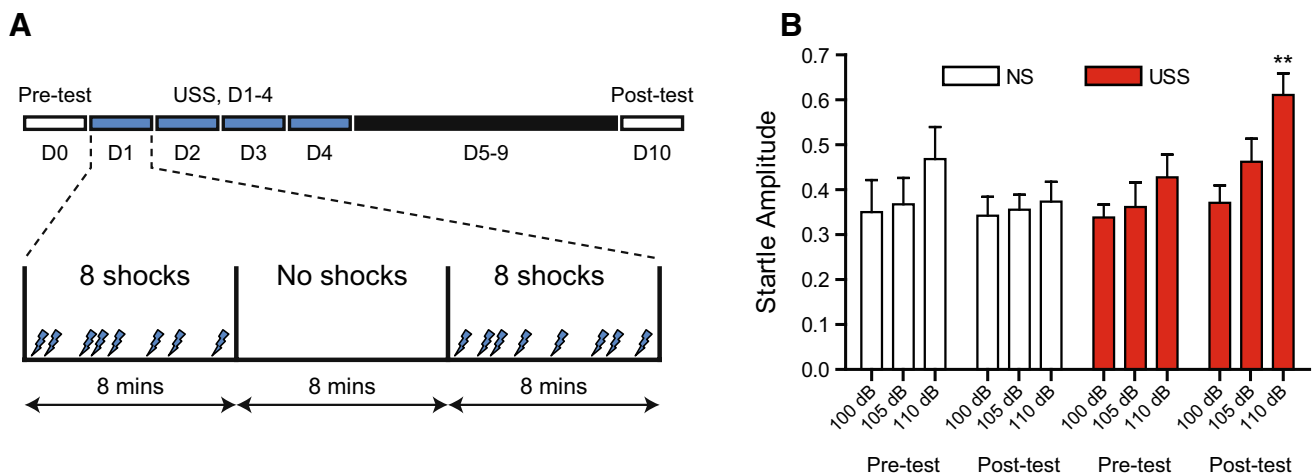 A
Pre-test
USS, D1-4
Post-test
D0
D1
D2
D3
D4
D5-9
D10
8 shocks
No shocks
8 shocks
8 mins
8 mins
8 mins
B
0.7
0.6
0.5
0.4
0.3
0.2
0.1
0.0
Startle Amplitude
NS
USS
**
100 dB
105 dB
110 dB
100 dB
105 dB
110 dB
100 dB
105 dB
110 dB
100 dB
105 dB
110 dB
Pre-test
Post-test
Pre-test
Post-test